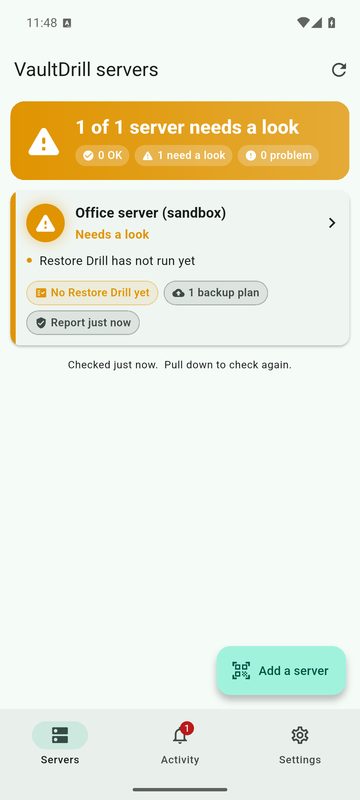 11:48 A
VaultDrill servers
1 of 1 server needs a look
0 OK 1 need a look 0 problem
Office server (sandbox)
Needs a look
• Restore Drill has not run yet
No Restore Drill yet 1 backup plan
Report just now
Checked just now. Pull down to check again.
Add a server
1
Servers Activity Settings